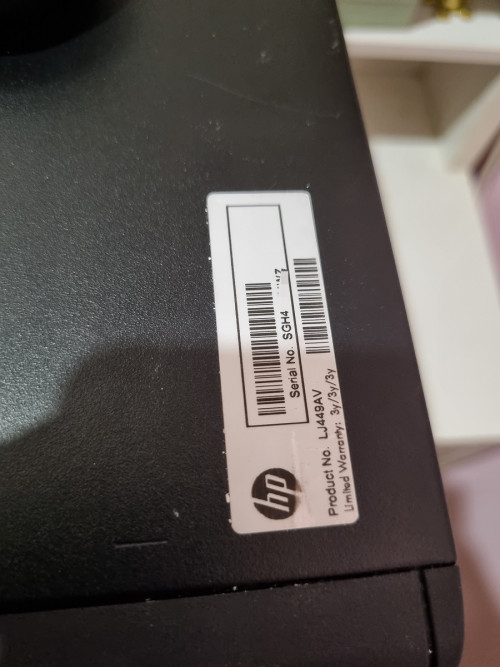 Serial No. SGH4
hp
Product No. LJ449AV
Limited Warranty: 3y/3y/3y